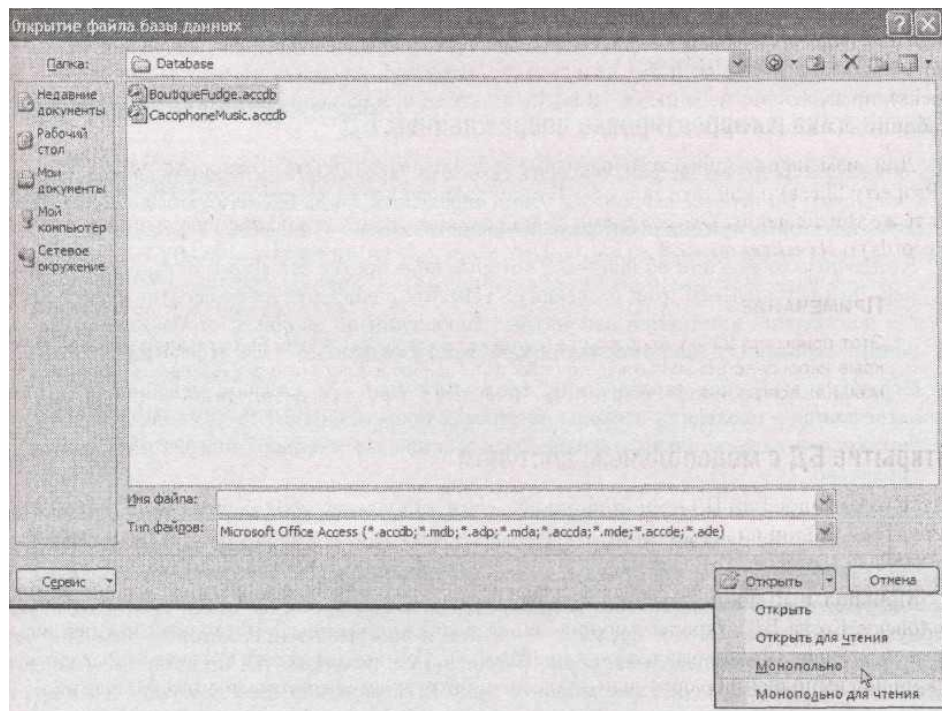 Открытие файла базы данных
Папка:
Database
Недавние
документы
Рабочий
стол
Мои
документы
Мой
компьютер
Сетевое
окружение
BoutiqueFudge.accdb
CacophoneMusic.accdb
Имя файла:
Тип файлов:
Microsoft Office Access (*.accdb;*.mdb;*.adp;*.mda;*.accda;*.mde;*.accde;*.ade)
Сервис
Открыть
Отмена
Открыть
Открыть для чтения
Монопольно
Монопольно для чтения